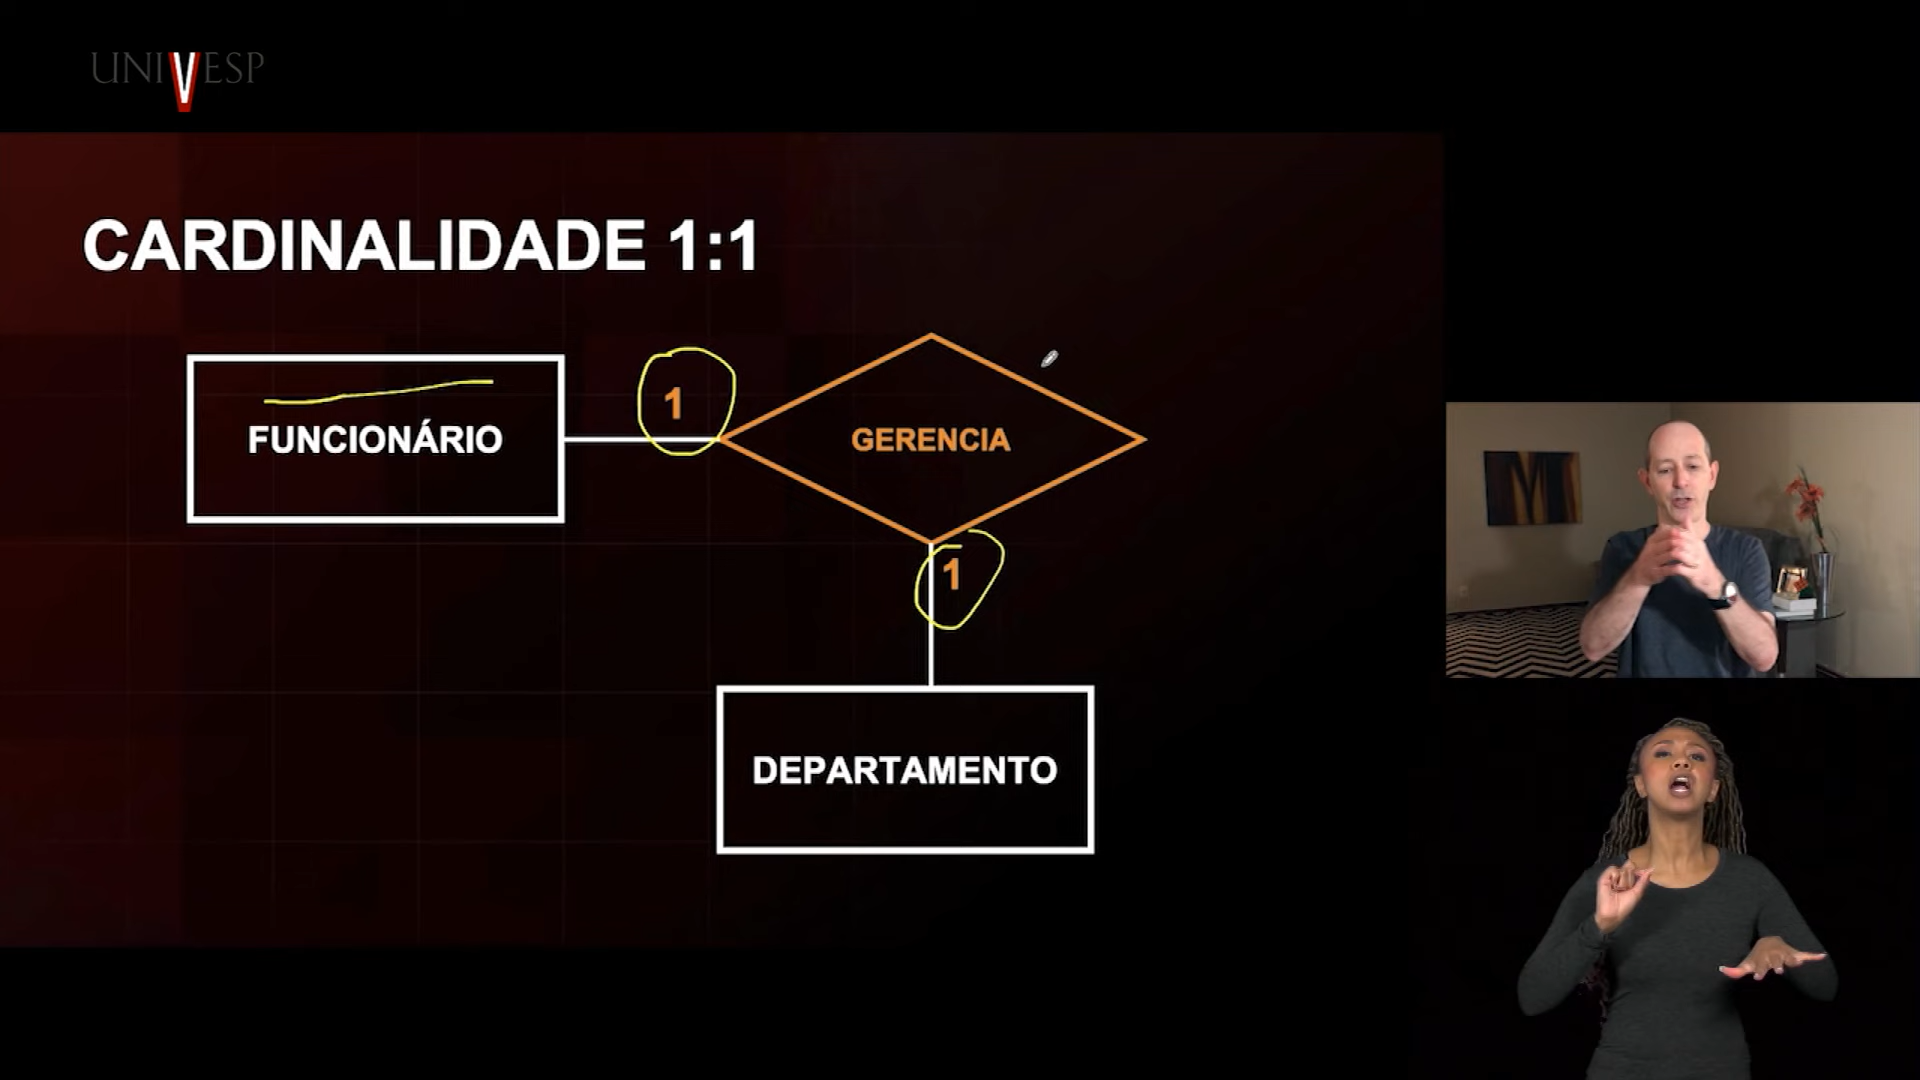 UNIVESP
CARDINALIDADE 1:1
FUNCIONÁRIO
1
GERENCIA
1
DEPARTAMENTO